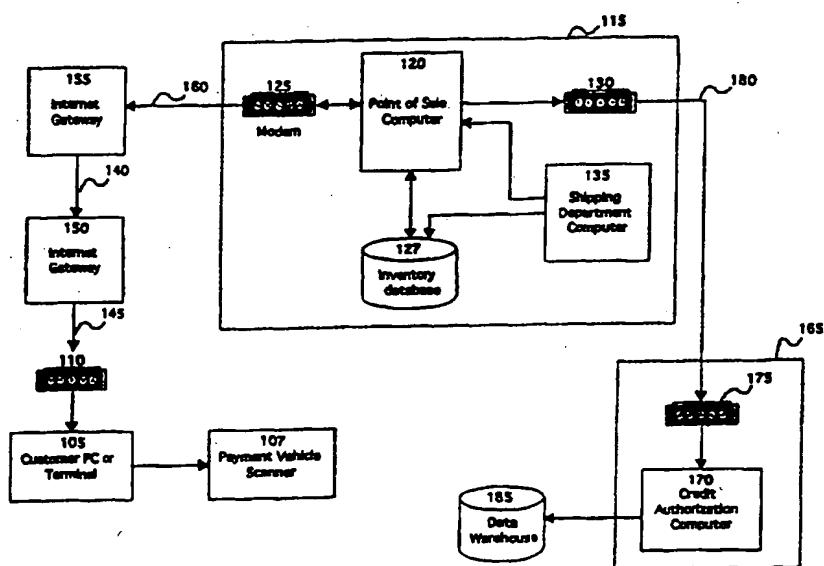 115
155
Internet
Gateway
160
125
Modem
120
Point of Sale
Computer
130
180
140
150
Internet
Gateway
135
Shipping
Department
Computer
127
Inventory
database
145
110
165
175
105
Customer PC or
Terminal
107
Payment Vehicle
Scanner
170
Credit
Authorization
Computer
185
Data
Warehouse